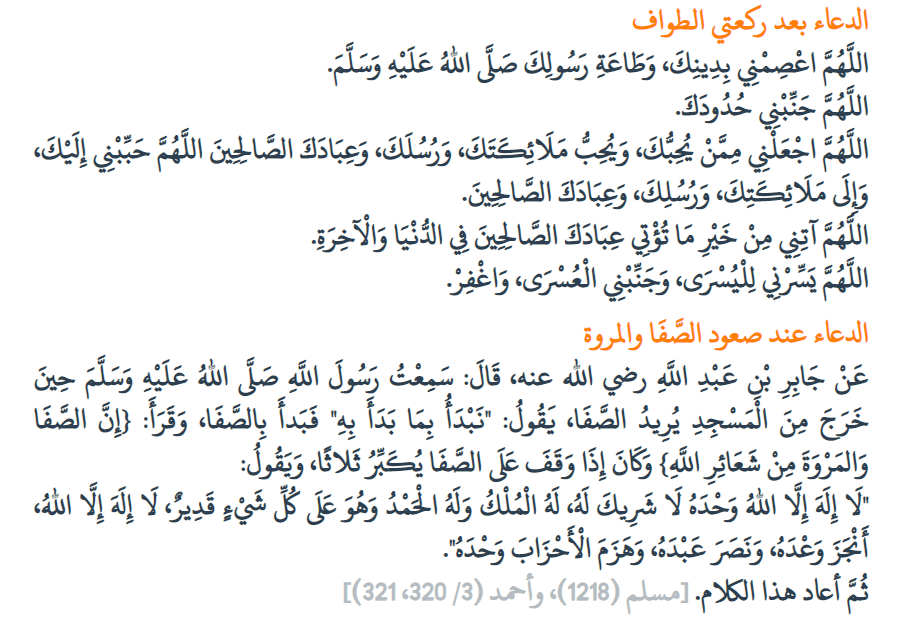 الدعاء بعد ركعتي الطواف
اللَّهُمَّ اعْصِمْنِي بِدِينِكَ، وَطَاعَةِ رَسُولِكَ صَلَّى اللهُ عَلَيْهِ وَسَلَّمَ.
اللَّهُمَّ جَنِّبْنِي حُدُودَكَ.
اللَّهُمَّ اجْعَلْنِي مِمَّنْ يُحِبُّكَ، وَيُحِبُّ مَلَائِكَتَكَ، وَرُسُلَكَ، وَعِبَادَكَ الصَّالِحِينَ اللَّهُمَّ حَبِّبْنِي إِلَيْكَ،
وَإِلَى مَلَائِكَتِكَ، وَرُسُلِكَ، وَعِبَادَكَ الصَّالِحِينَ.
اللَّهُمَّ آتِنِي مِنْ خَيْرِ مَا تُؤْتِي عِبَادَكَ الصَّالِحِينَ فِي الدُّنْيَا وَالْآخِرَةِ.
اللَّهُمَّ يَسِّرْنِي لِلْيُسْرَى، وَجَنِّبْنِي الْعُسْرَى، وَاغْفِرْ.
الدعاء عند صعود الصَّفَا والمروة
عَنْ جَابِرِ بْنِ عَبْدِ اللَّهِ رضي الله عنه، قَالَ: سَمِعْتُ رَسُولَ اللَّهِ صَلَّى اللهُ عَلَيْهِ وَسَلَّمَ حِينَ
خَرَجَ مِنَ الْمَسْجِدِ يُرِيدُ الصَّفَا، يَقُولُ: "نَبْدَأُ بِمَا بَدَأَ بِهِ" فَبَدأَ بِالصَّفَا، وَقَرَأَ: {إِنَّ الصَّفَا
وَالمَرْوَةَ مِنْ شَعَائِرِ اللَّهِ} وَكَانَ إِذَا وَقَفَ عَلَى الصَّفَا يُكَبِّرُ ثَلاثًا، وَيَقُولُ:
"لَا إِلَهَ إِلَّا اللهُ وَحْدَهُ لَا شَرِيكَ لَهُ، لَهُ الْمُلْكُ وَلَهُ الْحَمْدُ وَهُوَ عَلَى كُلِّ شَيْءٍ قَدِيرٌ، لَا إِلَهَ إِلَّا اللهُ،
أَنْجَزَ وَعْدَهُ، وَنَصَرَ عَبْدَهُ، وَهَزَمَ الْأَحْزَابَ وَحْدَهُ".
ثُمَّ أعاد هذا الكلام. [مسلم (1218)، وأحمد (3/ 320، 321)]